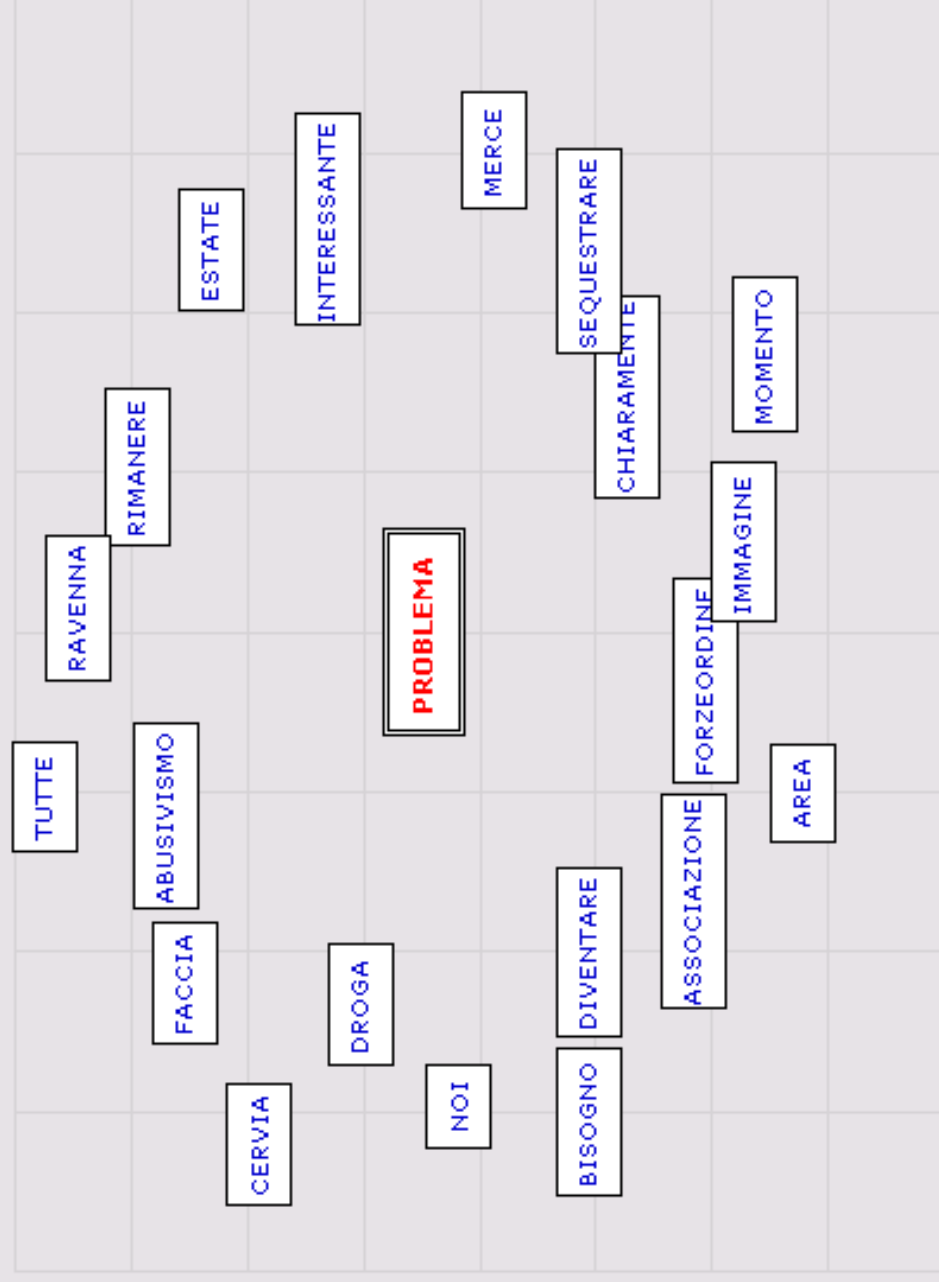 TUTTE
RAVENNA
RIMANERE
ABUSIVISMO
FACCIA
ESTATE
CERVIA
INTERESSANTE
DROGA
PROBLEMA
NOI
MERCE
BISOGNO
DIVENTARE
SEQUESTRARE
CHIARAMENTE
ASSOCIAZIONE
FORZEORDINE
IMMAGINE
MOMENTO
AREA